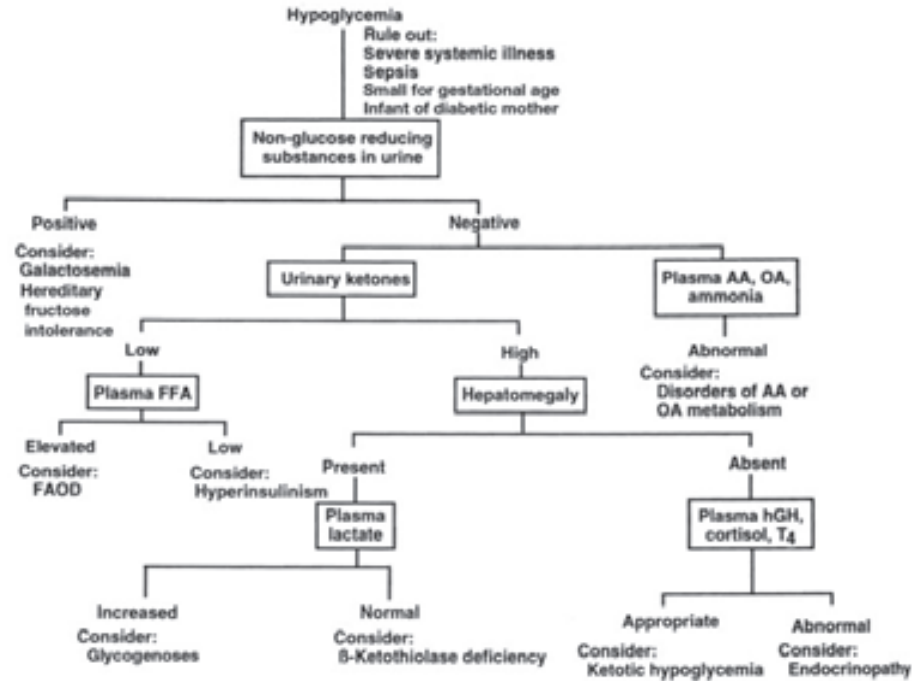 Hypoglycemia
Rule out:
Severe systemic illness
Sepsis
Small for gestational age
Infant of diabetic mother
Non-glucose reducing
substances in urine
Positive
Negative
Consider:
Galactosemia
Hereditary
fructose
intolerance
Urinary ketones
Plasma AA, OA,
ammonia
Low
High
Abnormal
Consider:
Disorders of AA or
OA metabolism
Plasma FFA
Hepatomegaly
Elevated
Consider:
FAOD
Low
Consider:
Hyperinsulinism
Present
Absent
Plasma
lactate
Plasma hGH,
cortisol, T4
Increased
Consider:
Glycogenoses
Normal
Consider:
ß-Ketothiolase deficiency
Appropriate
Consider:
Ketotic hypoglycemia
Abnormal
Consider:
Endocrinopathy